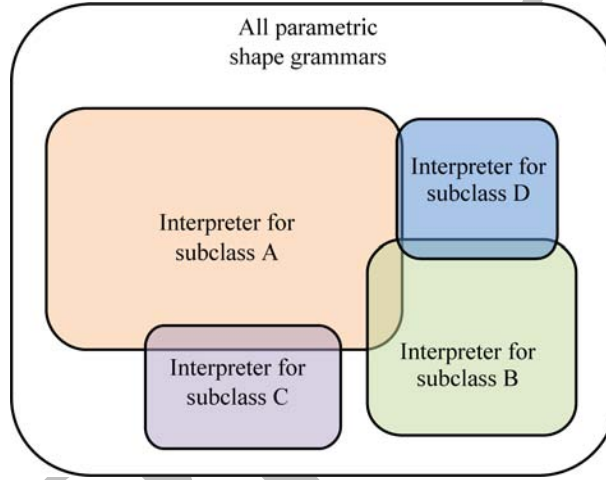 All parametric
shape grammars
Interpreter for
subclass D
Interpreter for
subclass A
Interpreter for
subclass B
Interpreter for
subclass C